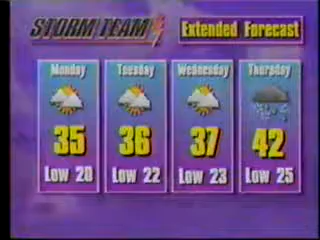 STORM TEAM 4
Extended Forecast
Monday Tuesday Wednesday Thursday
35 36 37 42
Low 20 Low 22 Low 23 Low 25